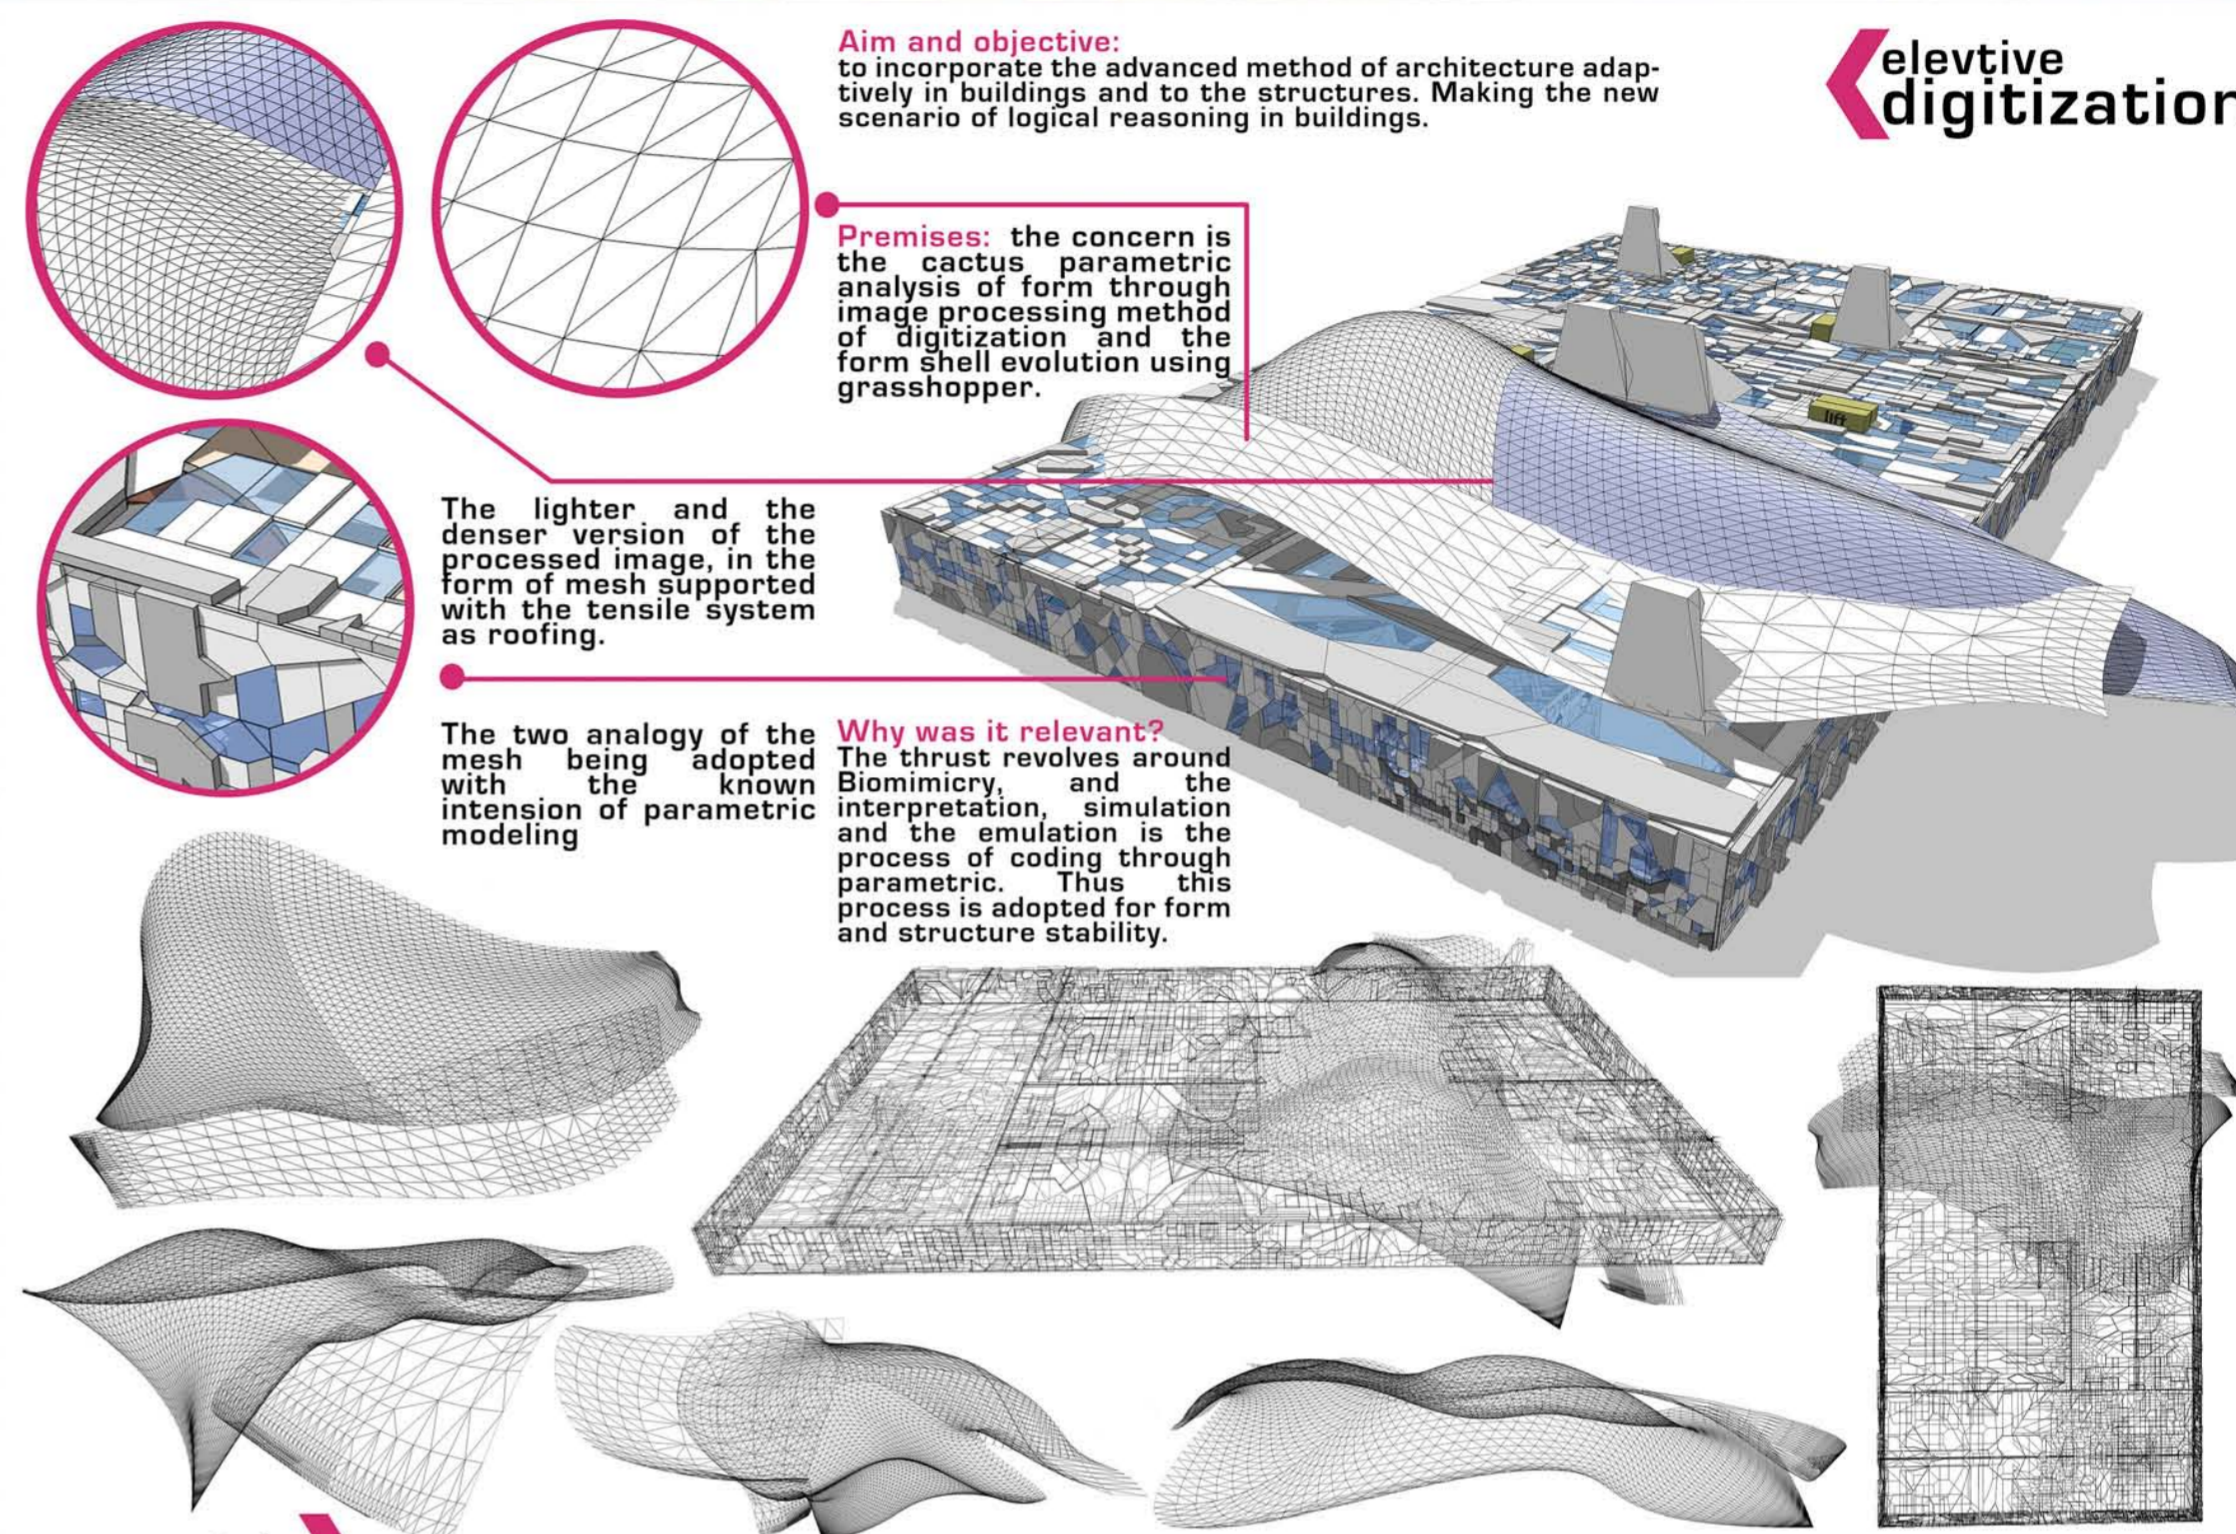 Aim and objective:
to incorporate the advanced method of architecture adap-
tively in buildings and to the structures. Making the new
scenario of logical reasoning in buildings.
elevtive
digitization
Premises: the concern is
the cactus parametric
analysis of form through
image processing method
of digitization and the
form shell evolution using
grasshopper.
lift
The lighter and the
denser version of the
processed image, in the
form of mesh supported
with the tensile system
as roofing.
The two analogy of the
mesh being adopted
with the known
intension of parametric
modeling
Why was it relevant?
The thrust revolves around
Biomimicry, and the
interpretation, simulation
and the emulation is the
process of coding through
parametric. Thus this
process is adopted for form
and structure stability.